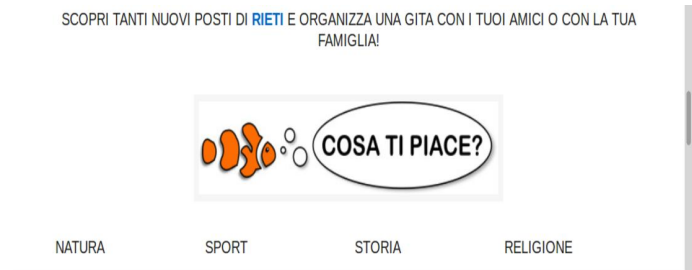 SCOPRI TANTI NUOVI POSTI DI RIETI E ORGANIZZA UNA GITA CON I TUOI AMICI O CON LA TUA
FAMIGLIA!
COSA TI PIACE?
NATURA SPORT STORIA RELIGIONE